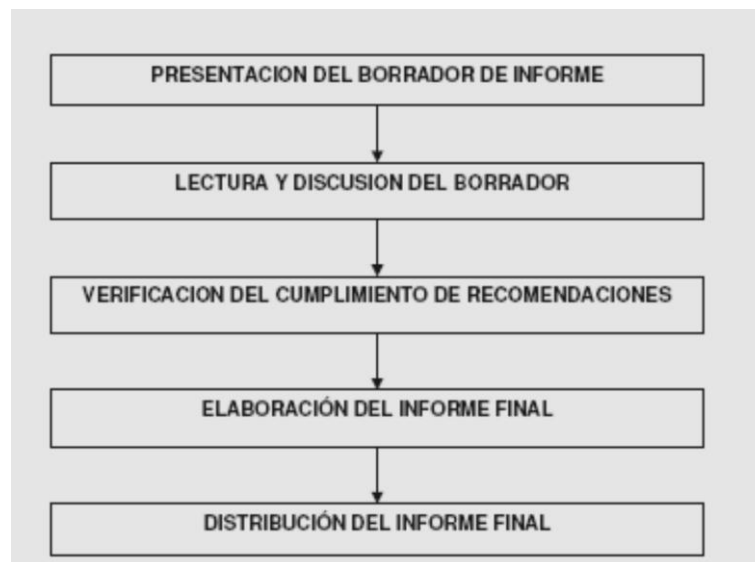 PRESENTACION DEL BORRADOR DE INFORME
LECTURA Y DISCUSION DEL BORRADOR
VERIFICACION DEL CUMPLIMIENTO DE RECOMENDACIONES
ELABORACIÓN DEL INFORME FINAL
DISTRIBUCIÓN DEL INFORME FINAL